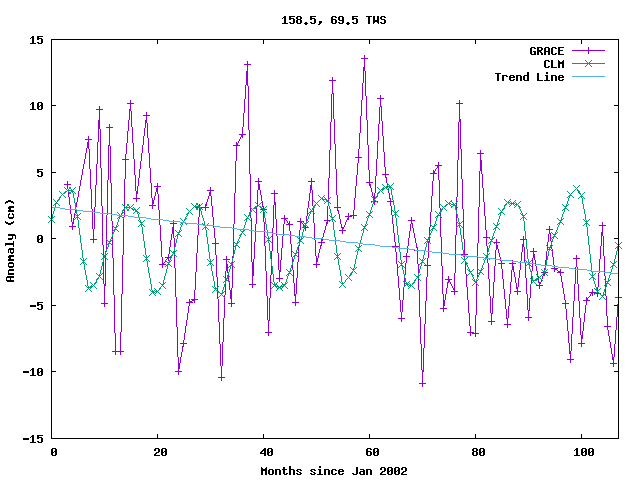 158.5, 69.5 TWS
GRACE
CLM
Trend Line
15
10
5
0
-5
-10
-15
Anomaly (cm)
0 20 40 60 80 100
Months since Jan 2002